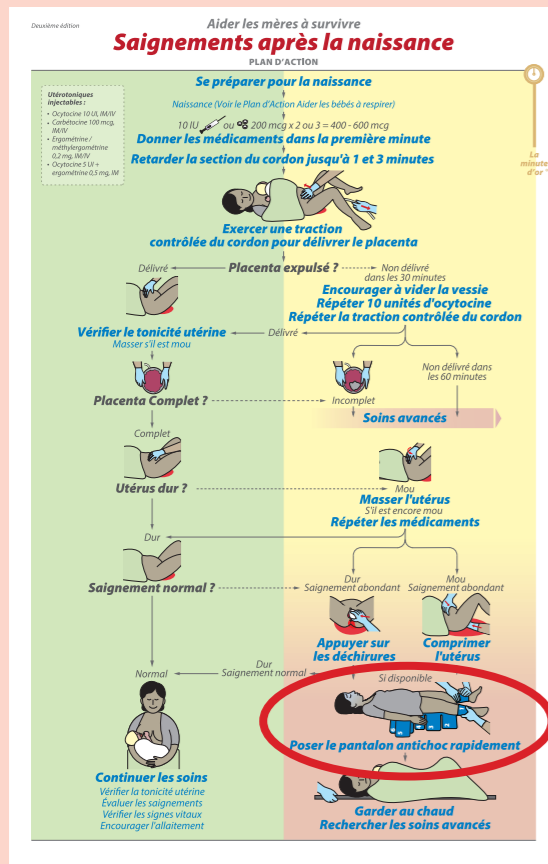 Deuxième édition
Aider les mères à survivre
Saignements après la naissance
PLAN D'ACTION
Utérotoniques
injectables :
• Ocytocine 10 UI, IM/IV
• Carbétocine 100 mcg,
IM/IV
• Ergométrine /
méthylergométrine
0,2 mg, IM/IV
• Ocytocine 5 UI +
ergométrine 0,5 mg, IM
Se préparer pour la naissance
Naissance (Voir le Plan d'Action Aider les bébés à respirer)
10 IU ou 200 mcg x 2 ou 3 = 400 - 600 mcg
Donner les médicaments dans la première minute
Retarder la section du cordon jusqu'à 1 et 3 minutes
La
minute
d'or
Exercer une traction
contrôlée du cordon pour délivrer le placenta
Délivré
Placenta expulsé ?
Non délivré
dans les 30 minutes
Encourager à vider la vessie
Répéter 10 unités d'ocytocine
Répéter la traction contrôlée du cordon
Vérifier le tonicité utérine
Masser s'il est mou
Délivré
Non délivré dans
les 60 minutes
Placenta Complet ?
Incomplet
Soins avancés
Complet
Utérus dur ?
Mou
Masser l'utérus
S'il est encore mou
Répéter les médicaments
Dur
Saignement normal ?
Dur
Saignement abondant
Mou
Saignement abondant
Appuyer sur
les déchirures
Comprimer
l'utérus
Normal
Dur
Saignement normal
Si disponible
Poser le pantalon antichoc rapidement
Continuer les soins
Vérifier la tonicité utérine
Évaluer les saignements
Vérifier les signes vitaux
Encourager l'allaitement
Garder au chaud
Rechercher les soins avancés